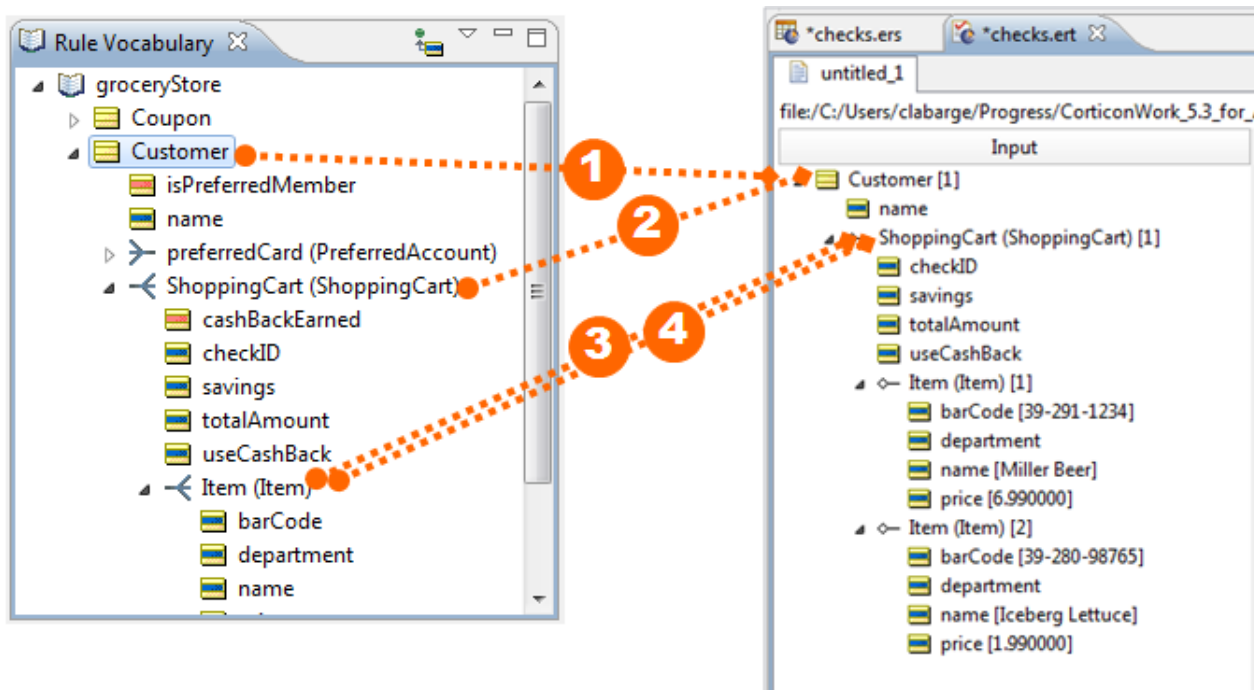 Rule Vocabulary
groceryStore
Coupon
Customer
isPreferredMember
name
preferredCard (PreferredAccount)
ShoppingCart (ShoppingCart)
cashBackEarned
checkID
savings
totalAmount
useCashBack
Item (Item)
barCode
department
name
1
2
3
4
*checks.ers
*checks.ert
untitled_1
file:/C:/Users/clabarge/Progress/CorticonWork_5.3_for_
Input
Customer [1]
name
ShoppingCart (ShoppingCart) [1]
checkID
savings
totalAmount
useCashBack
Item (Item) [1]
barCode [39-291-1234]
department
name [Miller Beer]
price [6.990000]
Item (Item) [2]
barCode [39-280-98765]
department
name [Iceberg Lettuce]
price [1.990000]